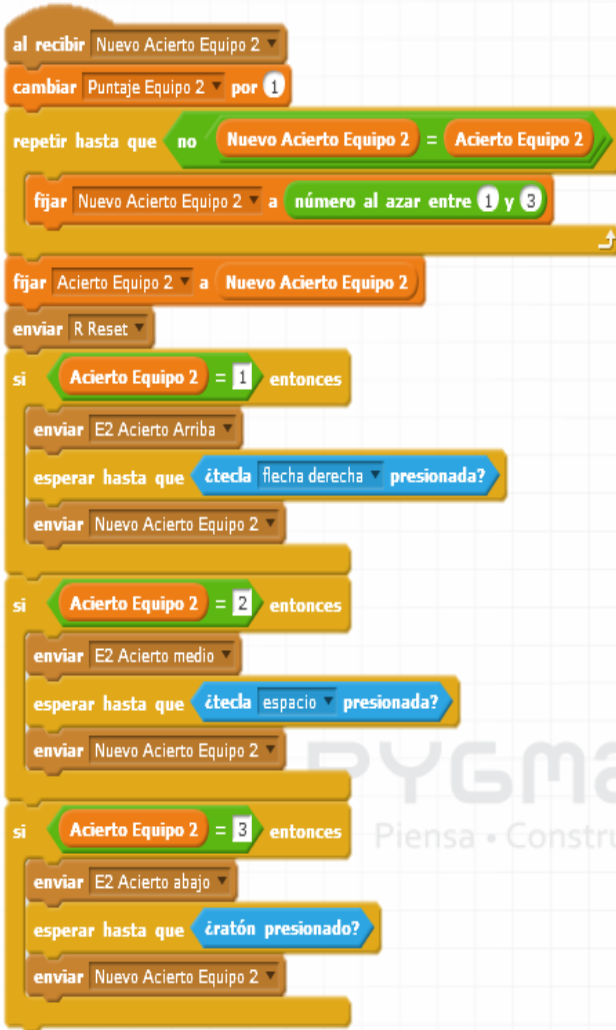 al recibir Nuevo Acierto Equipo 2
cambiar Puntaje Equipo 2 por 1
repetir hasta que no Nuevo Acierto Equipo 2 = Acierto Equipo 2
fijar Nuevo Acierto Equipo 2 a número al azar entre 1 y 3
fijar Acierto Equipo 2 a Nuevo Acierto Equipo 2
enviar R Reset
si Acierto Equipo 2 = 1 entonces
enviar E2 Acierto Arriba
esperar hasta que ¿tecla flecha derecha presionada?
enviar Nuevo Acierto Equipo 2
si Acierto Equipo 2 = 2 entonces
enviar E2 Acierto medio
esperar hasta que ¿tecla espacio presionada?
enviar Nuevo Acierto Equipo 2
PYGMA
si Acierto Equipo 2 = 3 entonces
Piensa • Constru
enviar E2 Acierto abajo
esperar hasta que ¿ratón presionado?
enviar Nuevo Acierto Equipo 2